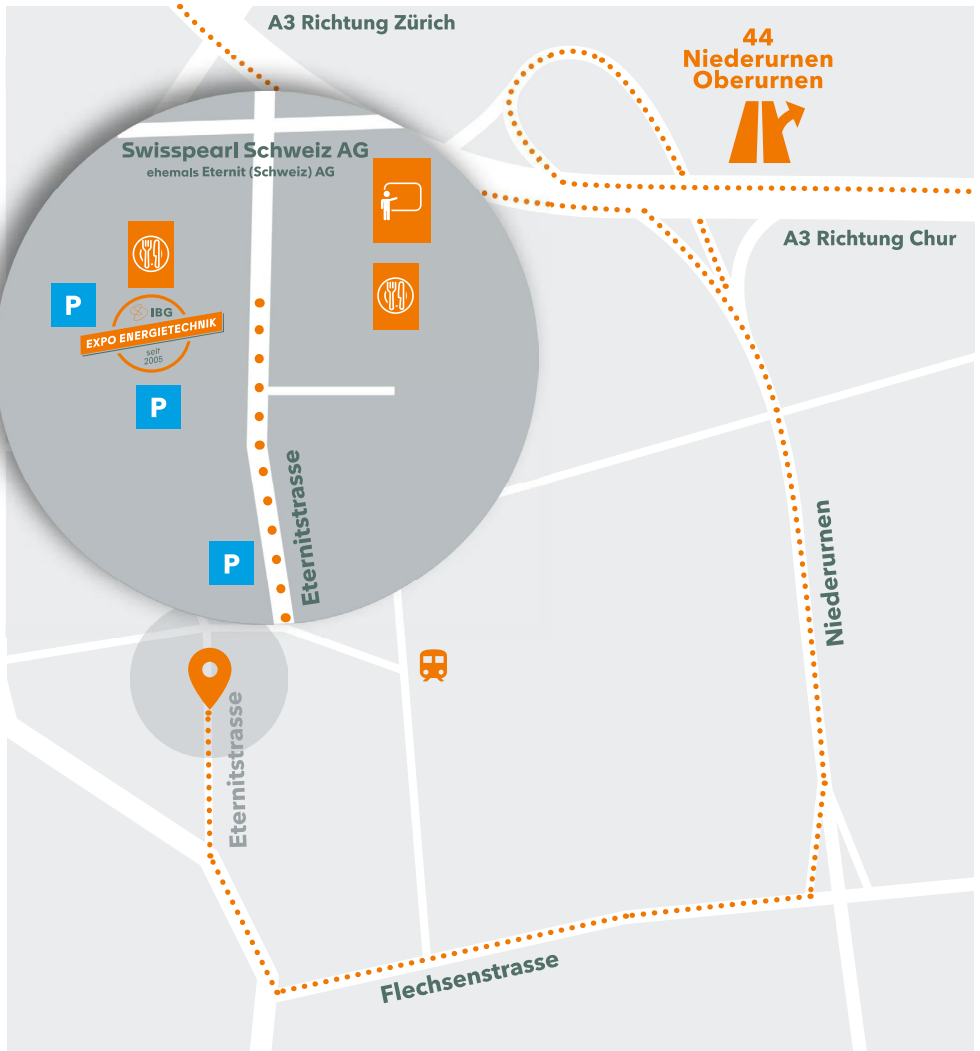 A3 Richtung Zürich
44
Niederurnen
Oberurnen
Swisspearl Schweiz AG
ehemals Eternit (Schweiz) AG
A3 Richtung Chur
P
IBG
EXPO ENERGIETECHNIK
seit
2005
P
Eternitstrasse
P
Niederurnen
Eternitstrasse
Flechsenstrasse